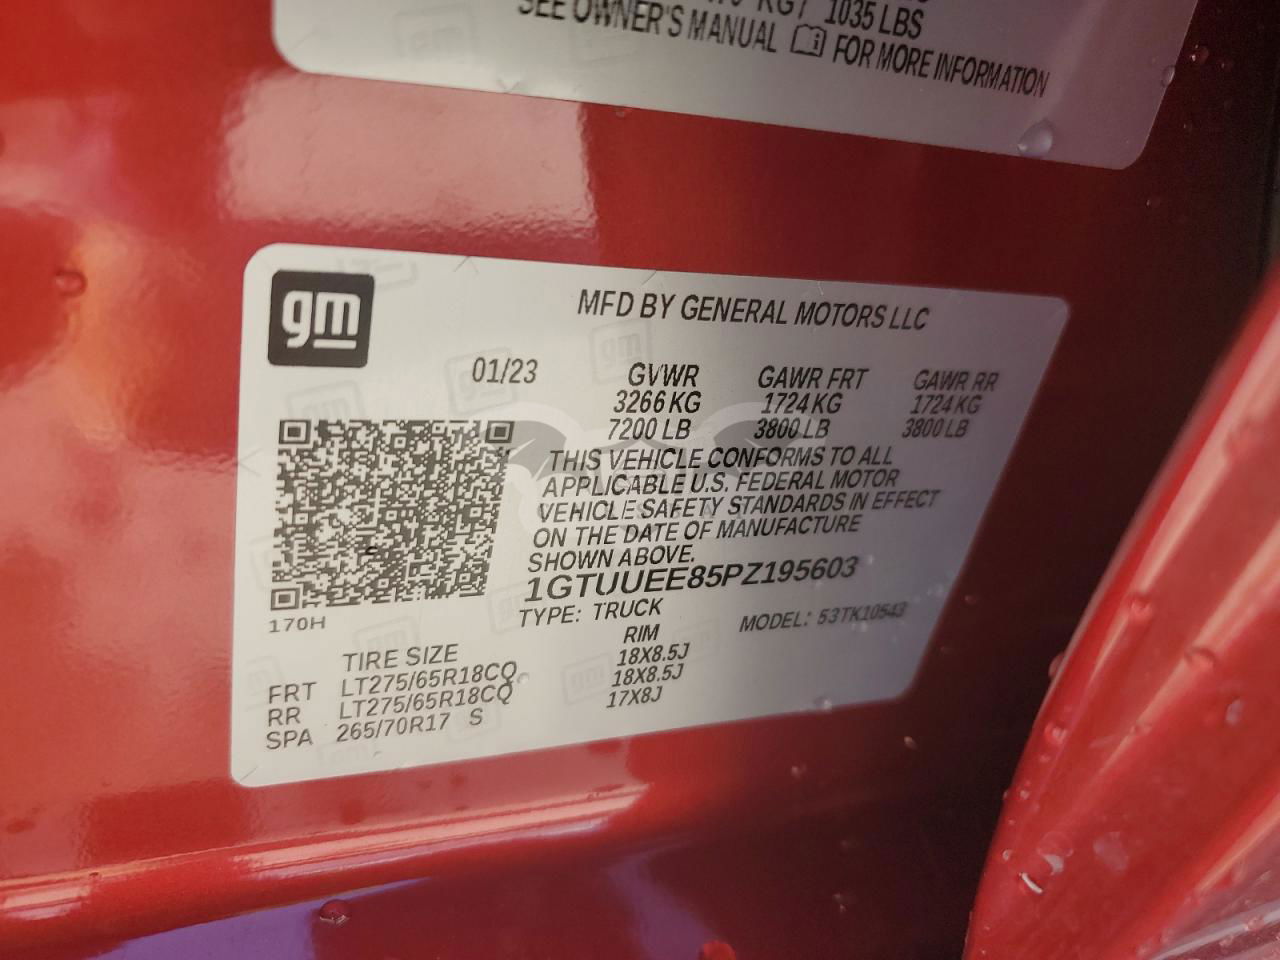 KG / 1035 LBS
SEE OWNER'S MANUAL FOR MORE INFORMATION
gm
MFD BY GENERAL MOTORS LLC
01/23 GVWR GAWR FRT GAWR RR
3266 KG 1724 KG 1724 KG
7200 LB 3800 LB 3800 LB
THIS VEHICLE CONFORMS TO ALL
APPLICABLE U.S. FEDERAL MOTOR
VEHICLE SAFETY STANDARDS IN EFFECT
ON THE DATE OF MANUFACTURE
SHOWN ABOVE.
1GTUUEE85PZ195603
170H
TYPE: TRUCK MODEL: 53TK10543
TIRE SIZE RIM
FRT LT275/65R18CQ 18X8.5J
RR LT275/65R18CQ 18X8.5J
SPA 265/70R17 S 17X8J